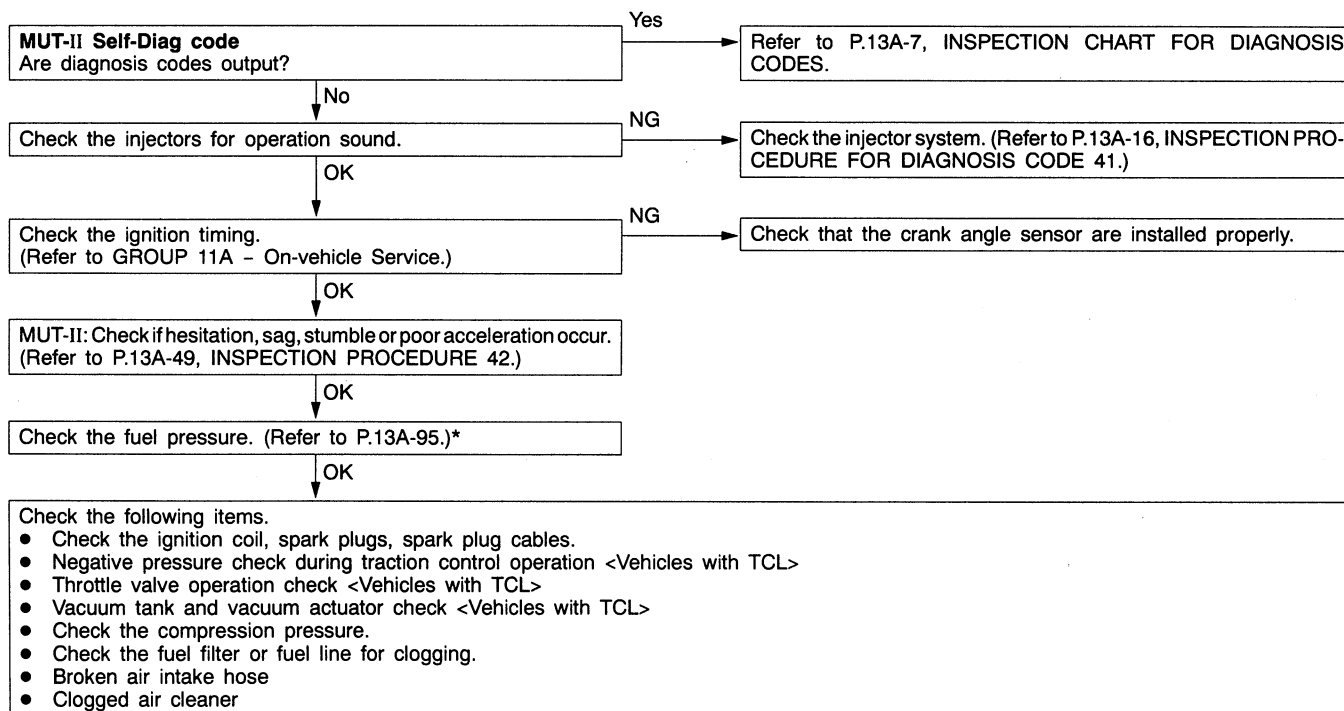 Yes
MUT-II Self-Diag code
Are diagnosis codes output?
Refer to P.13A-7, INSPECTION CHART FOR DIAGNOSIS
CODES.
No
NG
Check the injectors for operation sound.
Check the injector system. (Refer to P.13A-16, INSPECTION PRO-
CEDURE FOR DIAGNOSIS CODE 41.)
OK
NG
Check the ignition timing.
(Refer to GROUP 11A – On-vehicle Service.)
Check that the crank angle sensor are installed properly.
OK
MUT-II: Check if hesitation, sag, stumble or poor acceleration occur.
(Refer to P.13A-49, INSPECTION PROCEDURE 42.)
OK
Check the fuel pressure. (Refer to P.13A-95.)*
OK
Check the following items.
● Check the ignition coil, spark plugs, spark plug cables.
● Negative pressure check during traction control operation <Vehicles with TCL>
● Throttle valve operation check <Vehicles with TCL>
● Vacuum tank and vacuum actuator check <Vehicles with TCL>
● Check the compression pressure.
● Check the fuel filter or fuel line for clogging.
● Broken air intake hose
● Clogged air cleaner